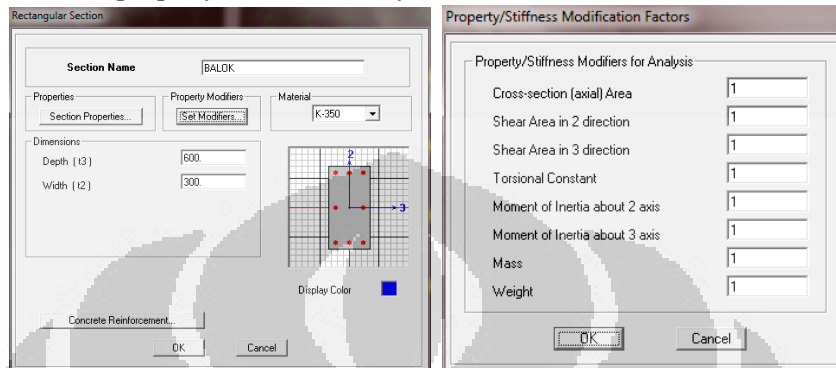 Rectangular Section
Section Name BALOK
Properties
Section Properties...
Property Modifiers
Set Modifiers...
Material
K-350
Dimensions
Depth ( t3 ) 600.
Width ( t2 ) 300.
2
3
Display Color
Concrete Reinforcement...
OK Cancel
Property/Stiffness Modification Factors
Property/Stiffness Modifiers for Analysis
Cross-section (axial) Area 1
Shear Area in 2 direction 1
Shear Area in 3 direction 1
Torsional Constant 1
Moment of Inertia about 2 axis 1
Moment of Inertia about 3 axis 1
Mass 1
Weight 1
OK Cancel